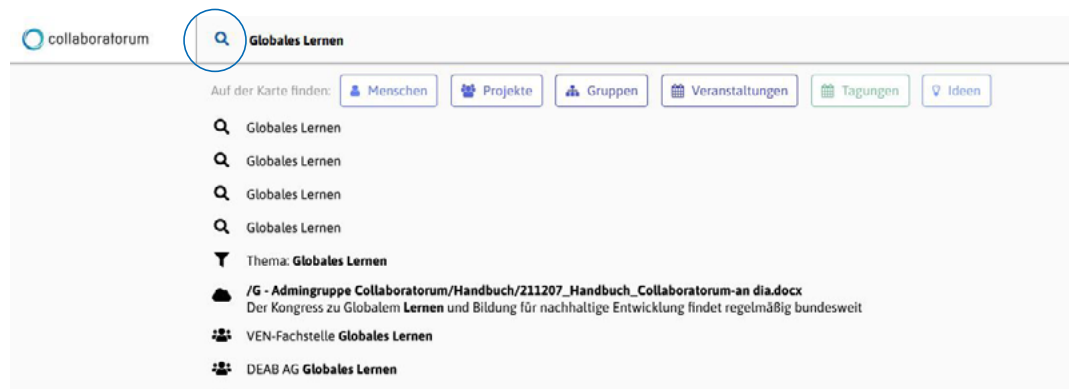 collaboratorum
Globales Lernen
Auf der Karte finden: Menschen Projekte Gruppen Veranstaltungen Tagungen Ideen
Globales Lernen
Globales Lernen
Globales Lernen
Globales Lernen
Thema: Globales Lernen
/G - Admingruppe Collaboratorum/Handbuch/211207_Handbuch_Collaboratorum-an dia.docx
Der Kongress zu Globalem Lernen und Bildung für nachhaltige Entwicklung findet regelmäßig bundesweit
VEN-Fachstelle Globales Lernen
DEAB AG Globales Lernen